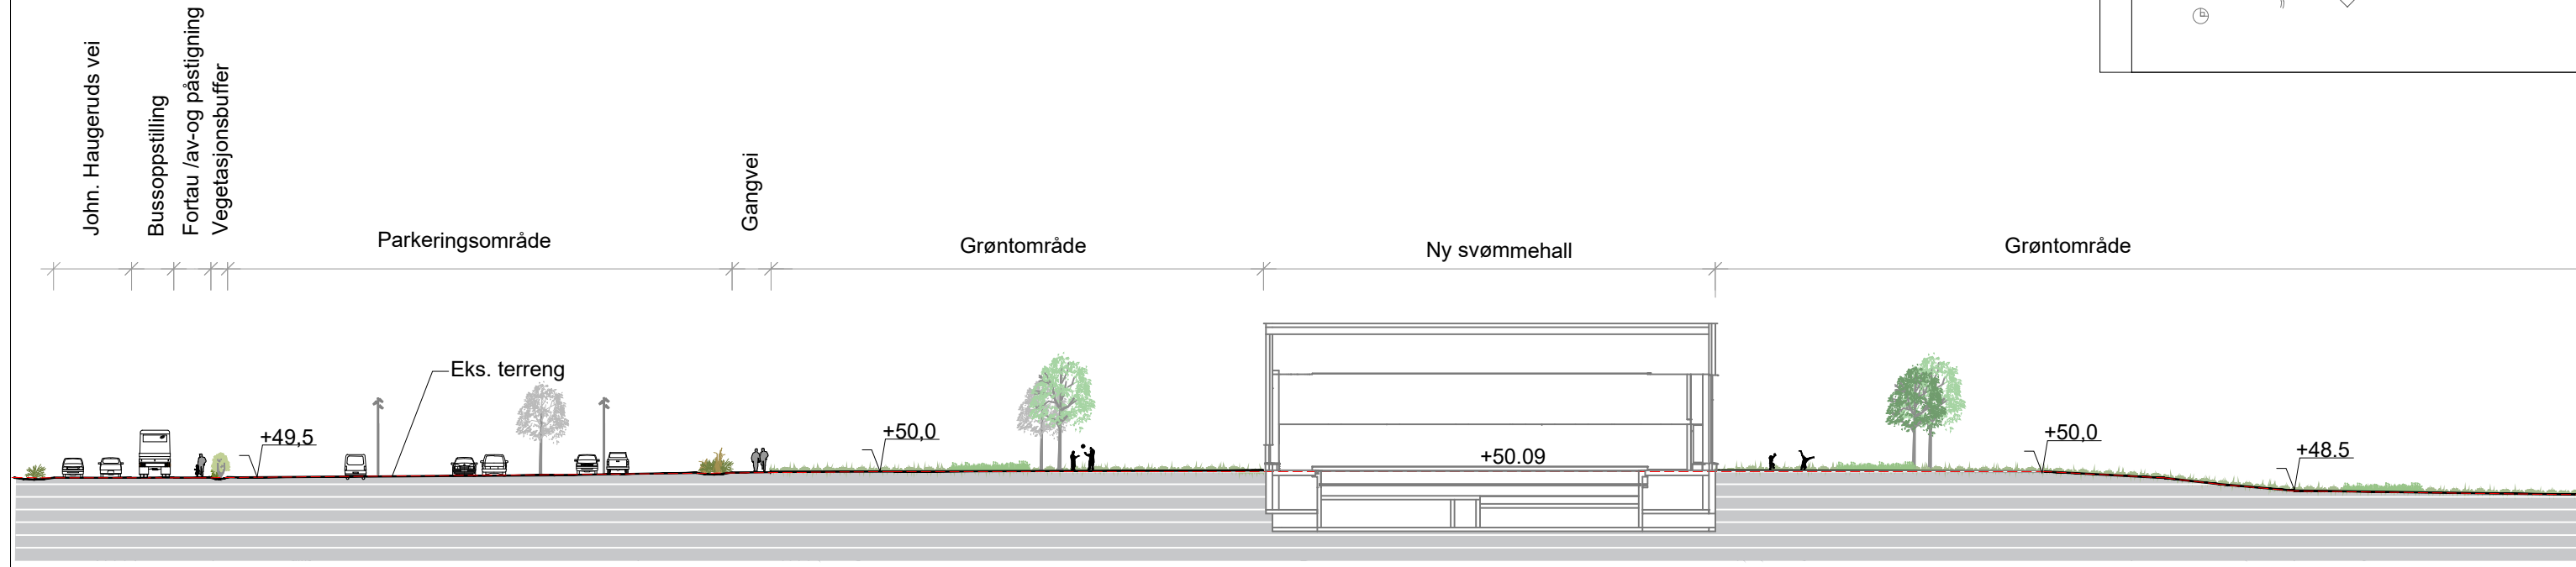 John. Haugeruds vei
Bussoppstilling
Fortau /av-og påstigning
Vegetasjonsbuffer
Parkeringsområde
Gangvei
Grøntområde
Ny svømmehall
Grøntområde
Eks. terreng
+49,5
+50,0
+50.09
+50,0
+48.5